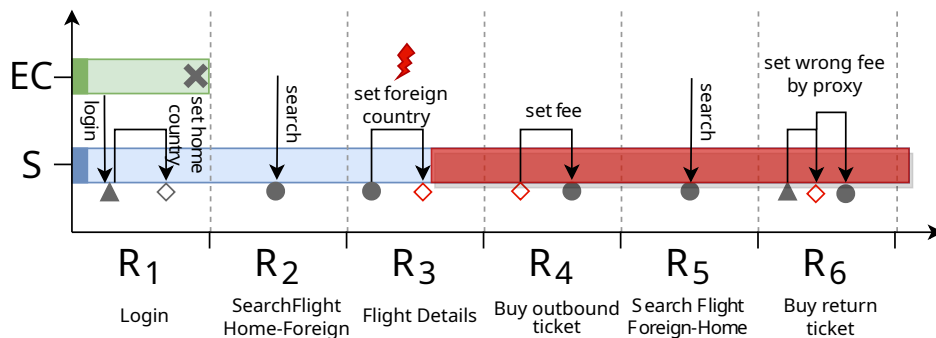 EC
S
login
set home
country
search
set foreign
country
set fee
search
set wrong fee
by proxy
R1
R2
R3
R4
R5
R6
Login
SearchFlight
Home-Foreign
Flight Details
Buy outbound
ticket
Search Flight
Foreign-Home
Buy return
ticket